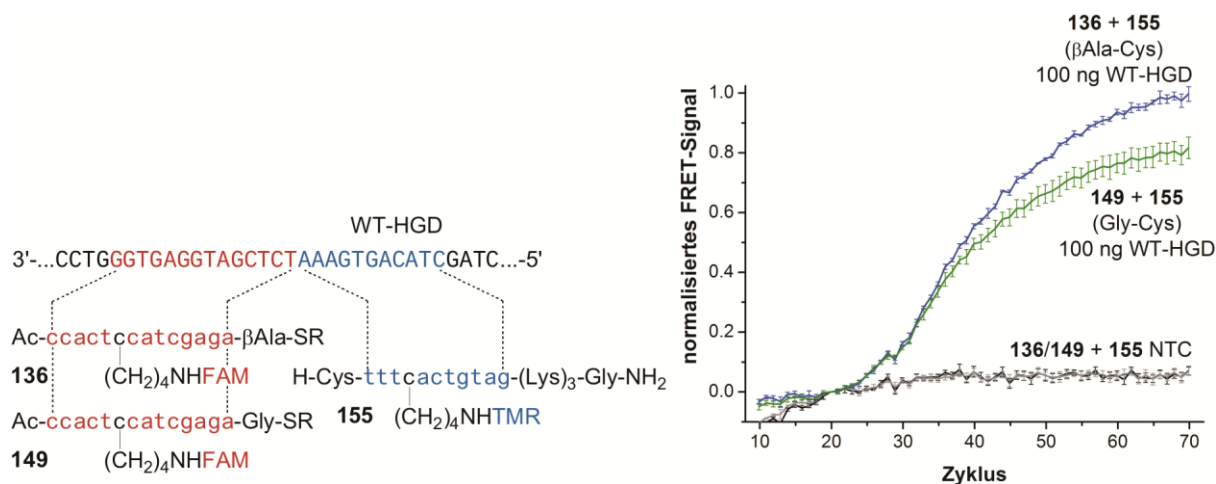 WT-HGD
3'-...CCTGGGTGAGGTAGCTCTAAAGTGACATCGATC...-5'
Ac-ccactccatcgaga-βAla-SR
136
(CH2)4NHFAM
H-Cys-tttcactgtag-(Lys)3-Gly-NH2
155
(CH2)4NHTMR
Ac-ccactccatcgaga-Gly-SR
149
(CH2)4NHFAM
136 + 155
(βAla-Cys)
100 ng WT-HGD
149 + 155
(Gly-Cys)
100 ng WT-HGD
136/149 + 155 NTC
normalisiertes FRET-Signal
1.0
0.8
0.6
0.4
0.2
0.0
10 20 30 40 50 60 70
Zyklus